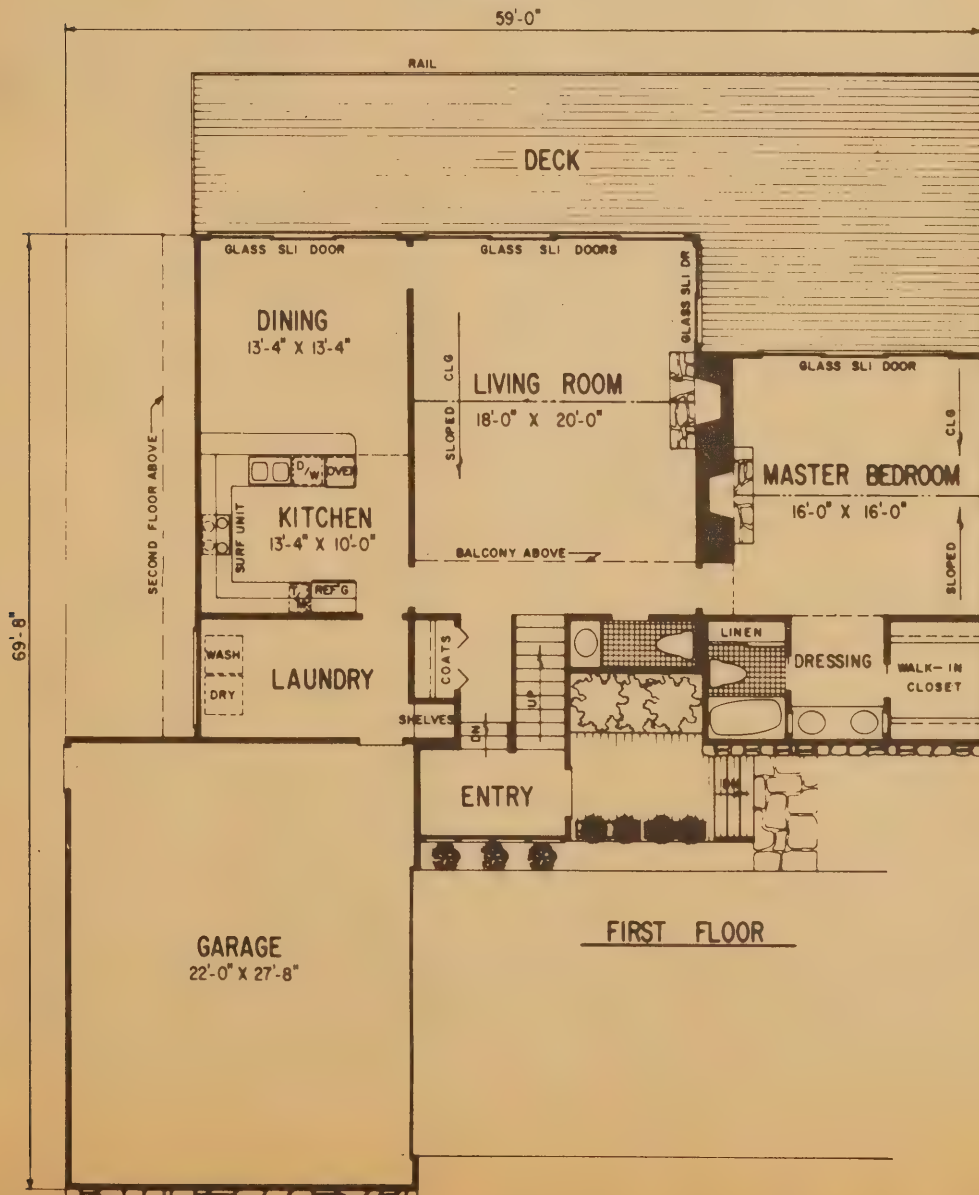 59'-0"
RAIL
DECK
GLASS SLI DOOR
GLASS SLI DOORS
GLASS SLI DR
DINING
13'-4" X 13'-4"
CLG
SLOPED
LIVING ROOM
18'-0" X 20'-0"
GLASS SLI DOOR
CLG
SLOPED
MASTER BEDROOM
16'-0" X 16'-0"
SECOND FLOOR ABOVE
D/W
OVEN
SURF UNIT
KITCHEN
13'-4" X 10'-0"
REF'G
BALCONY ABOVE
69'-8"
WASH
DRY
LAUNDRY
COATS
SHELVES
UP
DN
LINEN
DRESSING
WALK-IN
CLOSET
ENTRY
DN
GARAGE
22'-0" X 27'-8"
FIRST FLOOR